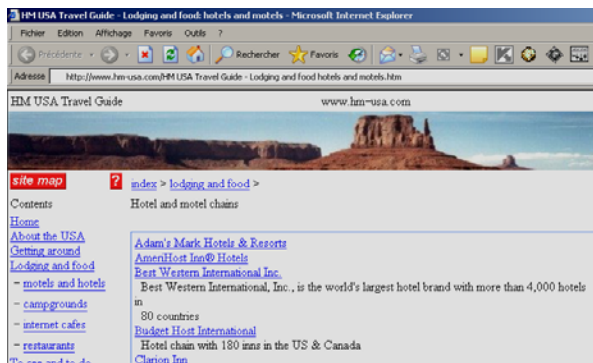 HM USA Travel Guide - Lodging and food: hotels and motels - Microsoft Internet Explorer
Fichier Edition Affichage Favoris Outils ?
Précédente Rechercher Favoris
Adresse http://www.hm-usa.com/HM USA Travel Guide - Lodging and food hotels and motels.htm
HM USA Travel Guide www.hm-usa.com
site map ? index > lodging and food >
Contents Hotel and motel chains
Home
About the USA
Getting around
Lodging and food
- motels and hotels
- campgrounds
- internet cafes
- restaurants
To see and to do
Adam's Mark Hotels & Resorts
AmenHost Inn® Hotels
Best Western International Inc.
Best Western International, Inc., is the world's largest hotel brand with more than 4,000 hotels
in
80 countries
Budget Host International
Hotel chain with 180 inns in the US & Canada
Clarion Inn